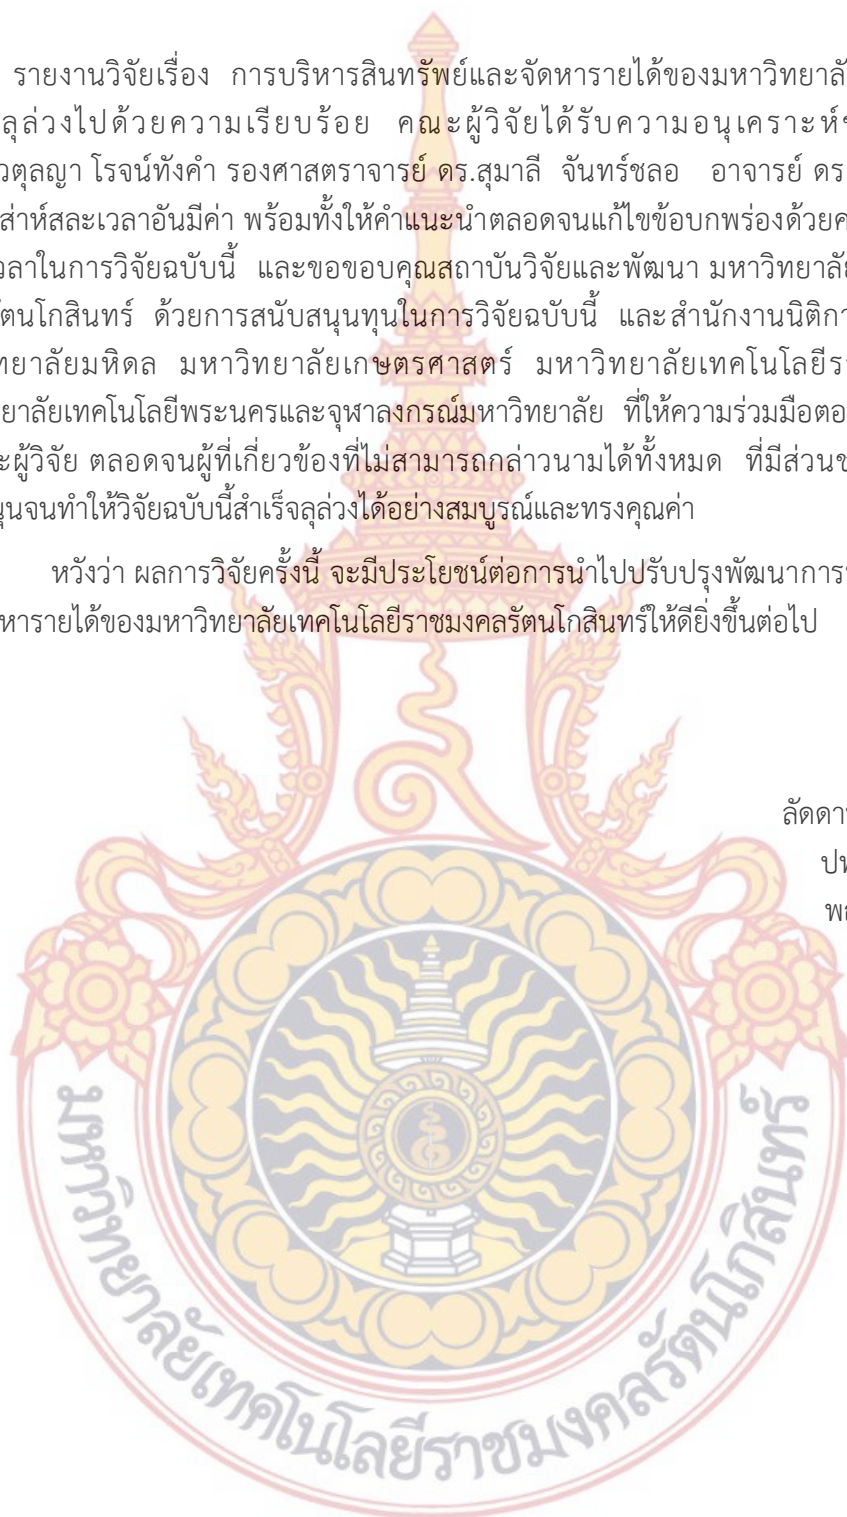 รายงานวิจัยเรื่อง การบริหารสินทรัพย์และจัดหารายได้ของมหาวิทยาลั
ลุล่วงไปด้วยความเรียบร้อย คณะผู้วิจัยได้รับความอนุเคราะห์
วตุลญา โรจน์ทังคำ รองศาสตราจารย์ ดร.สุมาลี จันทร์ชลอ อาจารย์ ดร
ส่าห์สละเวลาอันมีค่า พร้อมทั้งให้คำแนะนำตลอดจนแก้ไขข้อบกพร่องด้วยค
วลาในการวิจัยฉบับนี้ และขอขอบคุณสถาบันวิจัยและพัฒนา มหาวิทยาลัย
รัตนโกสินทร์ ด้วยการสนับสนุนทุนในการวิจัยฉบับนี้ และสำนักงานนิติกา
ทยาลัยมหิดล มหาวิทยาลัยเกษตรศาสตร์ มหาวิทยาลัยเทคโนโลยีรา
ยาลัยเทคโนโลยีพระนครและจุฬาลงกรณ์มหาวิทยาลัย ที่ให้ความร่วมมือตอ
ะผู้วิจัย ตลอดจนผู้ที่เกี่ยวข้องที่ไม่สามารถกล่าวนามได้ทั้งหมด ที่มีส่วนช
นุนจนทำให้วิจัยฉบับนี้สำเร็จลุล่วงได้อย่างสมบูรณ์และทรงคุณค่า
หวังว่า ผลการวิจัยครั้งนี้ จะมีประโยชน์ต่อการนำไปปรับปรุงพัฒนาการ
หารายได้ของมหาวิทยาลัยเทคโนโลยีราชมงคลรัตนโกสินทร์ให้ดียิ่งขึ้นต่อไป
ลัดดา
ปท
พ
มหาวิทยาลัยเทคโนโลยีราชมงคลรัตนโกสินทร์